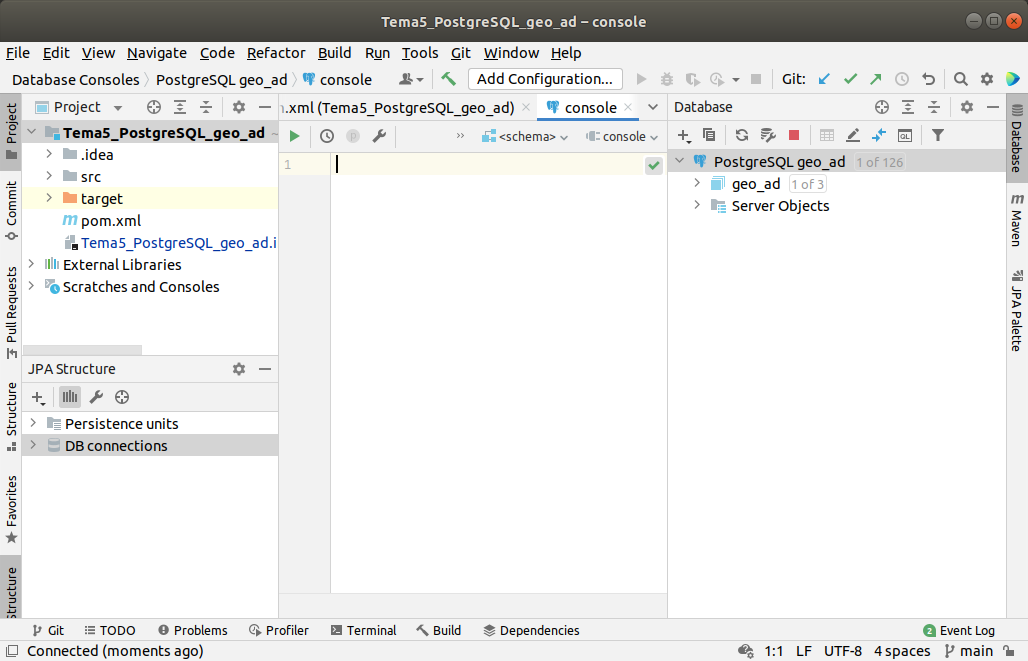 Tema5_PostgreSQL_geo_ad – console
File Edit View Navigate Code Refactor Build Run Tools Git Window Help
Database Consoles PostgreSQL geo_ad console Add Configuration... Git:
Project
n.xml (Tema5_PostgreSQL_geo_ad) console
Database
Tema5_PostgreSQL_geo_ad
.idea
src
target
pom.xml
Tema5_PostgreSQL_geo_ad.i
External Libraries
Scratches and Consoles
<schema> console
1
PostgreSQL geo_ad 1 of 126
geo_ad 1 of 3
Server Objects
JPA Structure
Persistence units
DB connections
Project
Commit
Pull Requests
Structure
Favorites
Structure
Database
Maven
JPA Palette
Git TODO Problems Profiler Terminal Build Dependencies 2 Event Log
Connected (moments ago) 1:1 LF UTF-8 4 spaces main